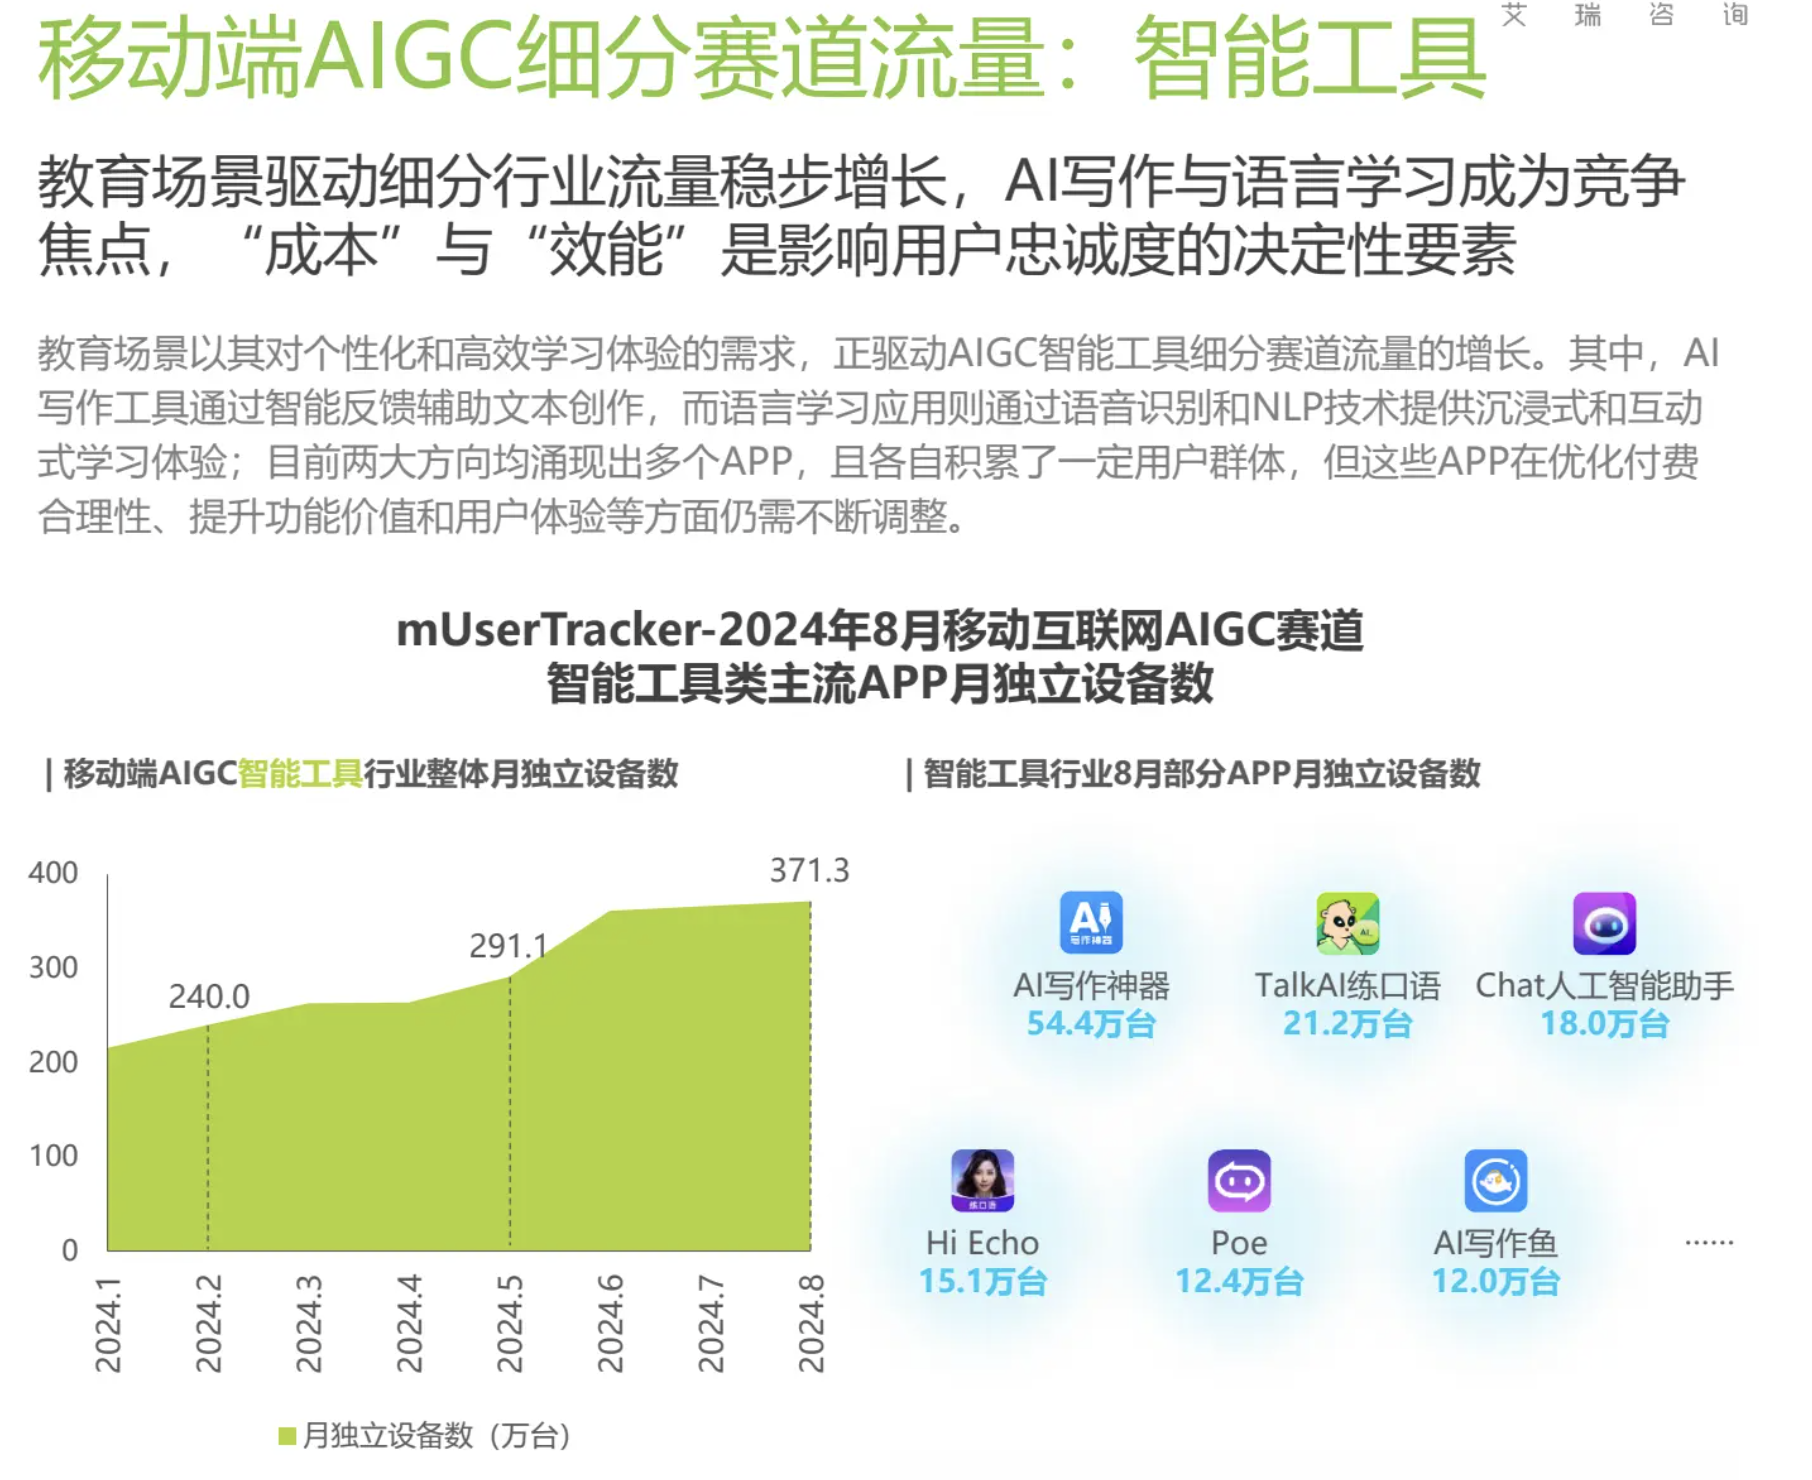 艾 瑞 咨 询
移动端AIGC细分赛道流量：智能工具
教育场景驱动细分行业流量稳步增长，AI写作与语言学习成为竞争
焦点，“成本”与“效能”是影响用户忠诚度的决定性要素
教育场景以其对个性化和高效学习体验的需求，正驱动AIGC智能工具细分赛道流量的增长。其中，AI
写作工具通过智能反馈辅助文本创作，而语言学习应用则通过语音识别和NLP技术提供沉浸式和互动
式学习体验；目前两大方向均涌现出多个APP，且各自积累了一定用户群体，但这些APP在优化付费
合理性、提升功能价值和用户体验等方面仍需不断调整。
mUserTracker-2024年8月移动互联网AIGC赛道
智能工具类主流APP月独立设备数
| 移动端AIGC智能工具行业整体月独立设备数
400
300
200
100
0
240.0
291.1
371.3
2024.1
2024.2
2024.3
2024.4
2024.5
2024.6
2024.7
2024.8
月独立设备数（万台）
| 智能工具行业8月部分APP月独立设备数
AI
写作神器
AI写作神器
54.4万台
AI
TalkAI练口语
21.2万台
Chat人工智能助手
18.0万台
练口语
Hi Echo
15.1万台
Poe
12.4万台
AI写作鱼
12.0万台
......